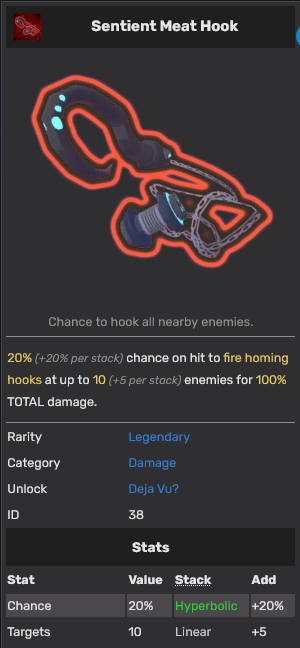 Sentient Meat Hook
Chance to hook all nearby enemies.
20% (+20% per stack) chance on hit to fire homing
hooks at up to 10 (+5 per stack) enemies for 100%
TOTAL damage.
Rarity Legendary
Category Damage
Unlock Deja Vu?
ID 38
Stats
Stat Value Stack Add
Chance 20% Hyperbolic +20%
Targets 10 Linear +5